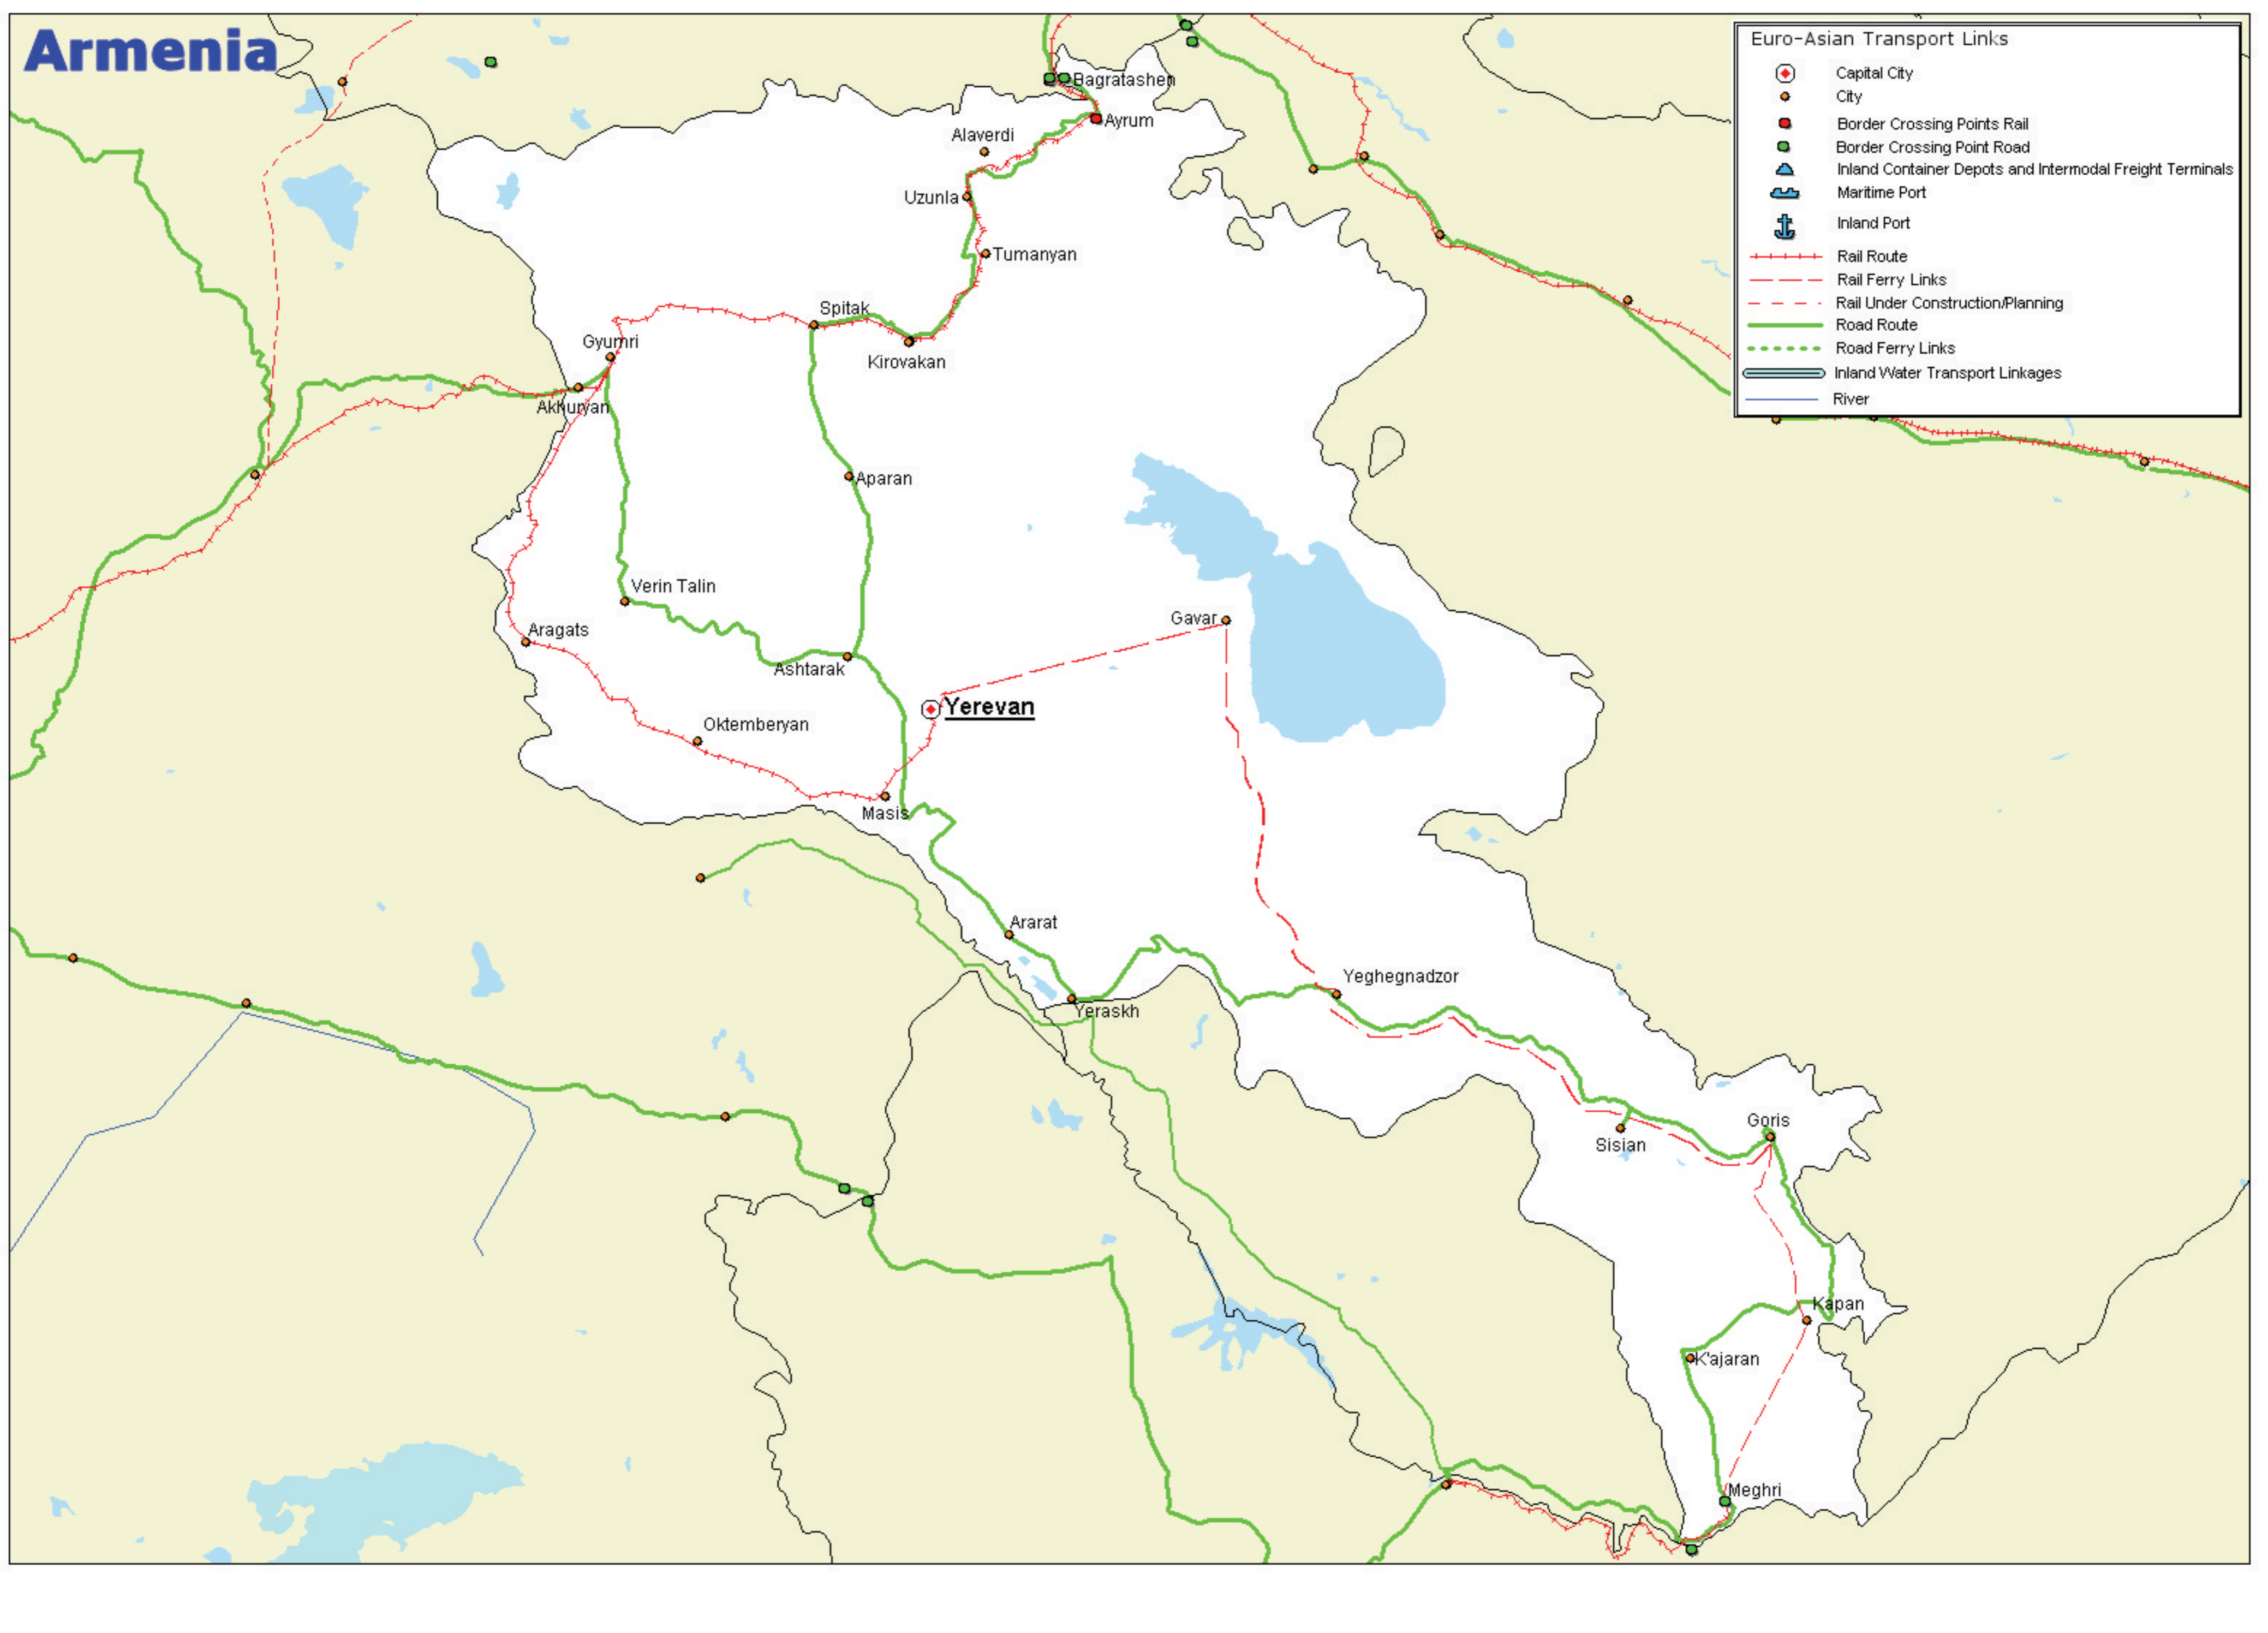 Armenia
Euro-Asian Transport Links
Capital City
City
Border Crossing Points Rail
Border Crossing Point Road
Inland Container Depots and Intermodal Freight Terminals
Maritime Port
Inland Port
Rail Route
Rail Ferry Links
Rail Under Construction/Planning
Road Route
Road Ferry Links
Inland Water Transport Linkages
River
Bagratashen
Ayrum
Alaverdi
Uzunla
Tumanyan
Spitak
Gyumri
Kirovakan
Akhuryan
Aparan
Verin Talin
Gavar
Aragats
Ashtarak
Yerevan
Oktemberyan
Masis
Ararat
Yeghegnadzor
Yeraskh
Goris
Sisian
Kapan
K'ajaran
Meghri